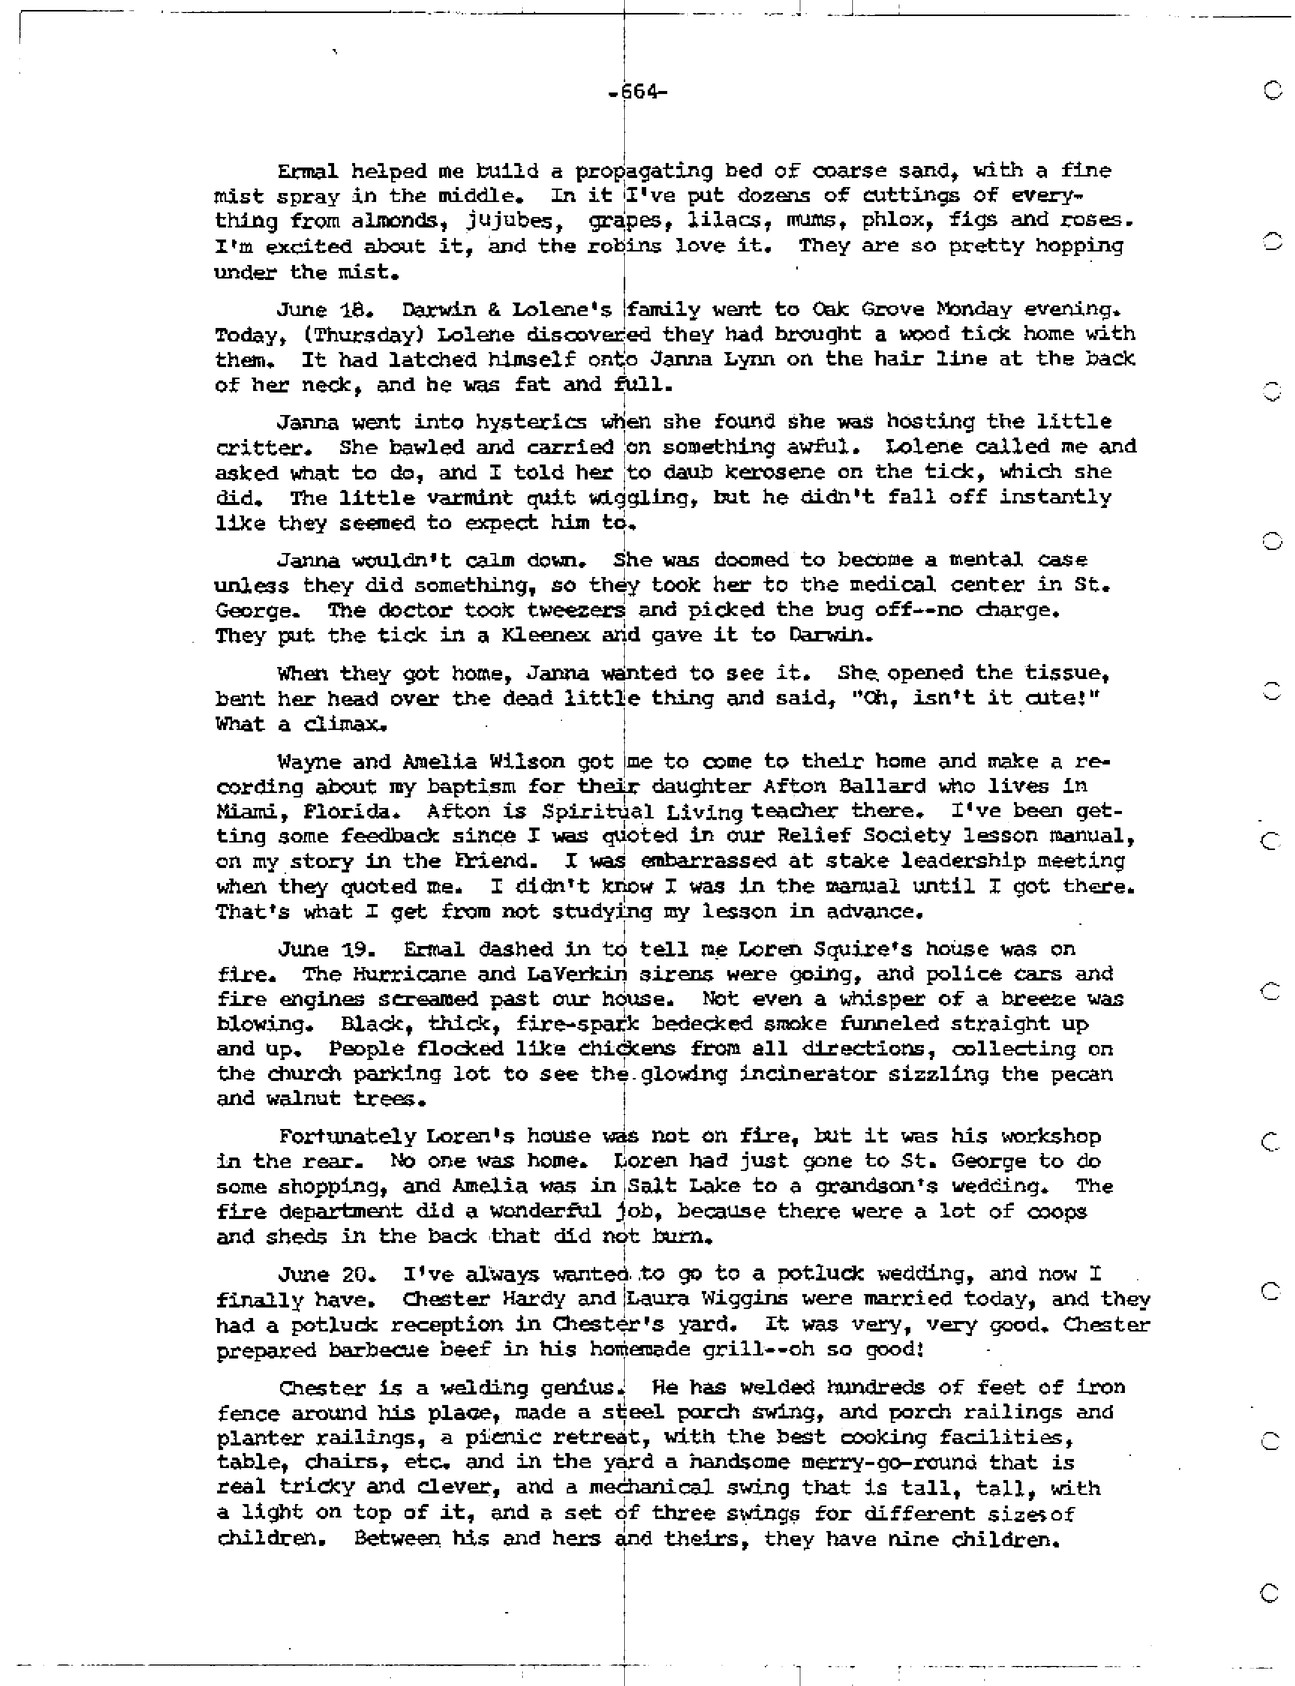 -664-
Ermal helped me build a propagating bed of coarse sand, with a fine
mist spray in the middle. In it I've put dozens of cuttings of every-
thing from almonds, jujubes, grapes, lilacs, mums, phlox, figs and roses.
I'm excited about it, and the robins love it. They are so pretty hopping
under the mist.
June 18. Darwin & Lolene's family went to Oak Grove Monday evening.
Today, (Thursday) Lolene discovered they had brought a wood tick home with
them. It had latched himself onto Janna Lynn on the hair line at the back
of her neck, and he was fat and full.
Janna went into hysterics when she found she was hosting the little
critter. She bawled and carried on something awful. Lolene called me and
asked what to do, and I told her to daub kerosene on the tick, which she
did. The little varmint quit wiggling, but he didn't fall off instantly
like they seemed to expect him to.
Janna wouldn't calm down. She was doomed to become a mental case
unless they did something, so they took her to the medical center in St.
George. The doctor took tweezers and picked the bug off--no charge.
They put the tick in a Kleenex and gave it to Darwin.
When they got home, Janna wanted to see it. She opened the tissue,
bent her head over the dead little thing and said, "Oh, isn't it cute!"
What a climax.
Wayne and Amelia Wilson got me to come to their home and make a re-
cording about my baptism for their daughter Afton Ballard who lives in
Miami, Florida. Afton is Spiritual Living teacher there. I've been get-
ting some feedback since I was quoted in our Relief Society lesson manual,
on my story in the Friend. I was embarrassed at stake leadership meeting
when they quoted me. I didn't know I was in the manual until I got there.
That's what I get from not studying my lesson in advance.
June 19. Ermal dashed in to tell me Loren Squire's house was on
fire. The Hurricane and LaVerkin sirens were going, and police cars and
fire engines screamed past our house. Not even a whisper of a breeze was
blowing. Black, thick, fire-spark bedecked smoke funneled straight up
and up. People flocked like chickens from all directions, collecting on
the church parking lot to see the glowing incinerator sizzling the pecan
and walnut trees.
Fortunately Loren's house was not on fire, but it was his workshop
in the rear. No one was home. Loren had just gone to St. George to do
some shopping, and Amelia was in Salt Lake to a grandson's wedding. The
fire department did a wonderful job, because there were a lot of coops
and sheds in the back that did not burn.
June 20. I've always wanted to go to a potluck wedding, and now I
finally have. Chester Hardy and Laura Wiggins were married today, and they
had a potluck reception in Chester's yard. It was very, very good. Chester
prepared barbecue beef in his homemade grill--oh so good!
Chester is a welding genius. He has welded hundreds of feet of iron
fence around his place, made a steel porch swing, and porch railings and
planter railings, a picnic retreat, with the best cooking facilities,
table, chairs, etc. and in the yard a handsome merry-go-round that is
real tricky and clever, and a mechanical swing that is tall, tall, with
a light on top of it, and a set of three swings for different sizes of
children. Between his and hers and theirs, they have nine children.